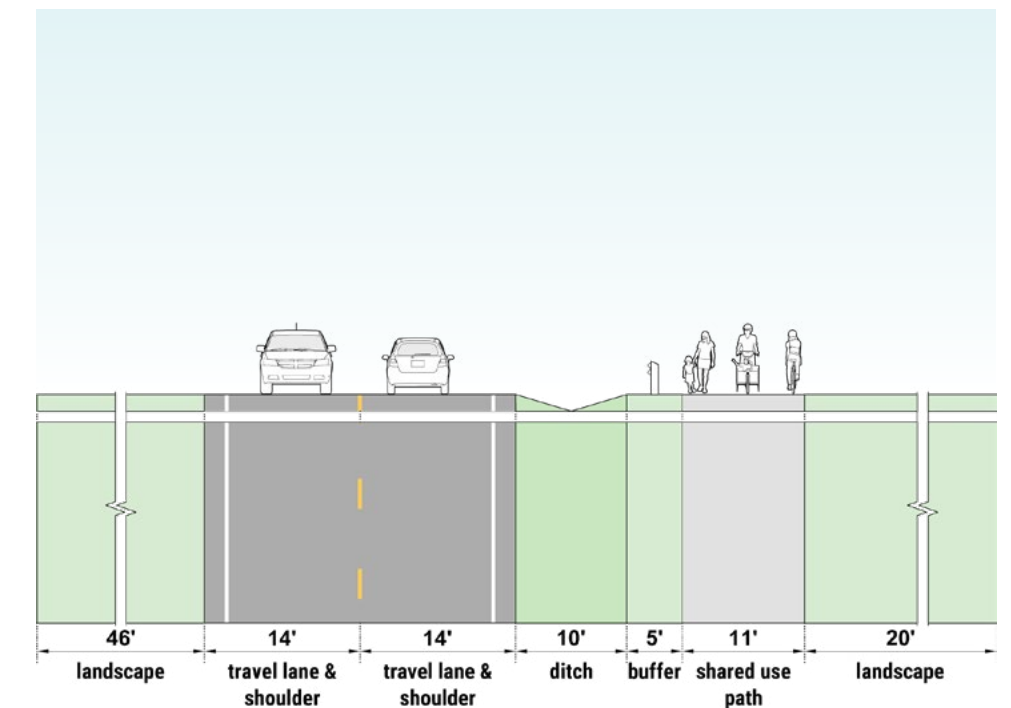 46' 14' 14' 10' 5' 11' 20'
landscape travel lane & travel lane & ditch buffer shared use landscape
shoulder shoulder path